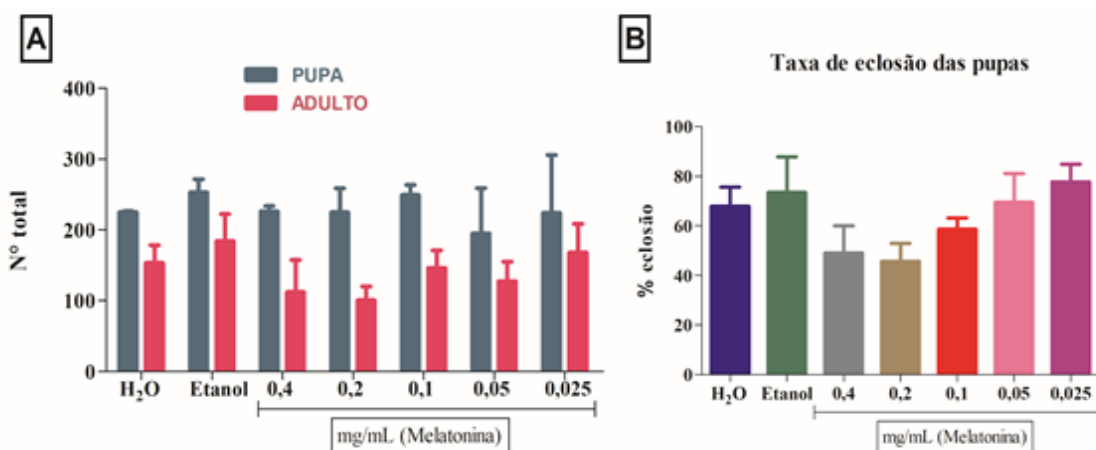 A
PUPA
ADULTO
400
300
200
100
0
N° total
H₂O Etanol 0,4 0,2 0,1 0,05 0,025
mg/mL (Melatonina)
B
Taxa de eclosão das pupas
100
80
60
40
20
0
% eclosão
H₂O Etanol 0,4 0,2 0,1 0,05 0,025
mg/mL (Melatonina)